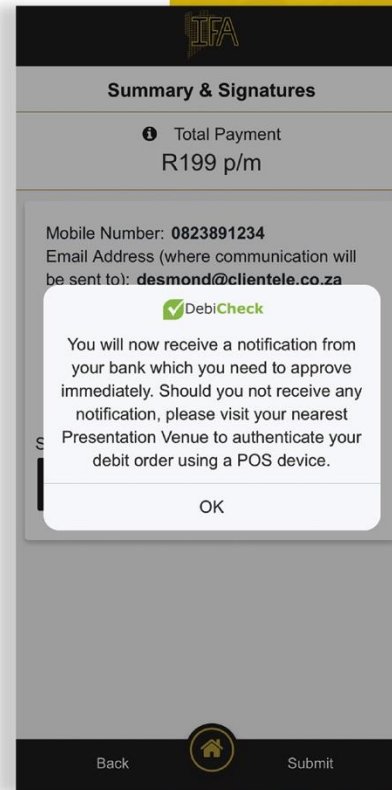 IFA
Summary & Signatures
Total Payment
R199 p/m
Mobile Number: 0823891234
Email Address (where communication will
be sent to): desmond@clientele.co.za
DebiCheck
You will now receive a notification from
your bank which you need to approve
immediately. Should you not receive any
notification, please visit your nearest
Presentation Venue to authenticate your
debit order using a POS device.
OK
Back
Submit